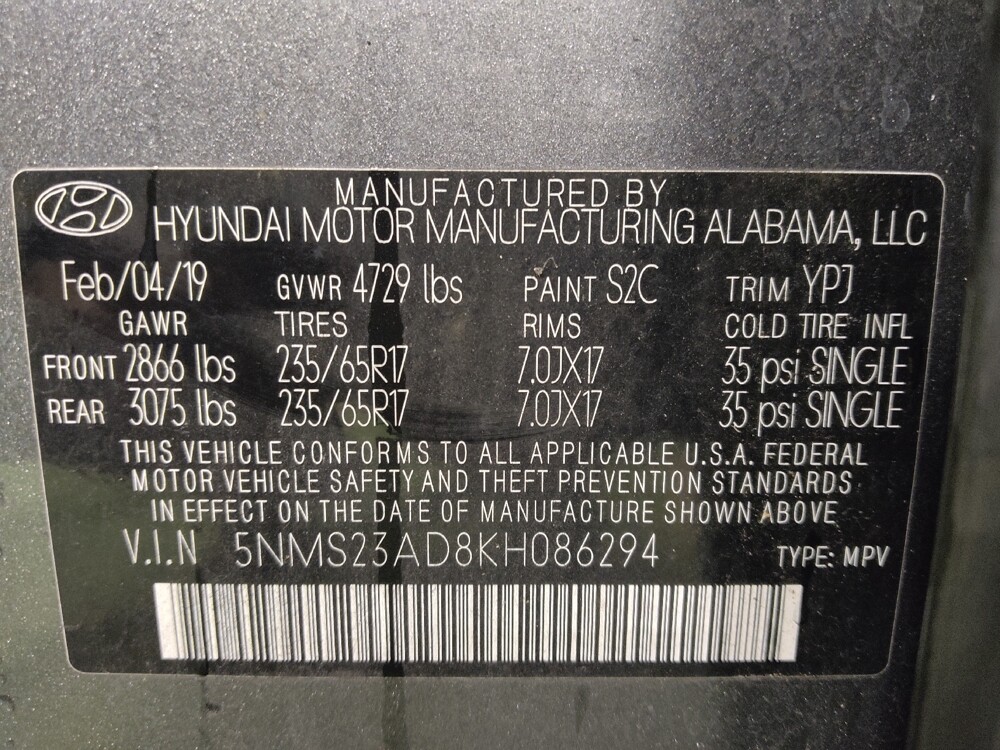 MANUFACTURED BY
HYUNDAI MOTOR MANUFACTURING ALABAMA, LLC
Feb/04/19 GVWR 4729 lbs PAINT S2C TRIM YPJ
GAWR TIRES RIMS COLD TIRE INFL
FRONT 2866 lbs 235/65R17 7.0JX17 35 psi SINGLE
REAR 3075 lbs 235/65R17 7.0JX17 35 psi SINGLE
THIS VEHICLE CONFORMS TO ALL APPLICABLE U.S.A. FEDERAL
MOTOR VEHICLE SAFETY AND THEFT PREVENTION STANDARDS
IN EFFECT ON THE DATE OF MANUFACTURE SHOWN ABOVE
V.I.N 5NMS23AD8KH086294 TYPE: MPV